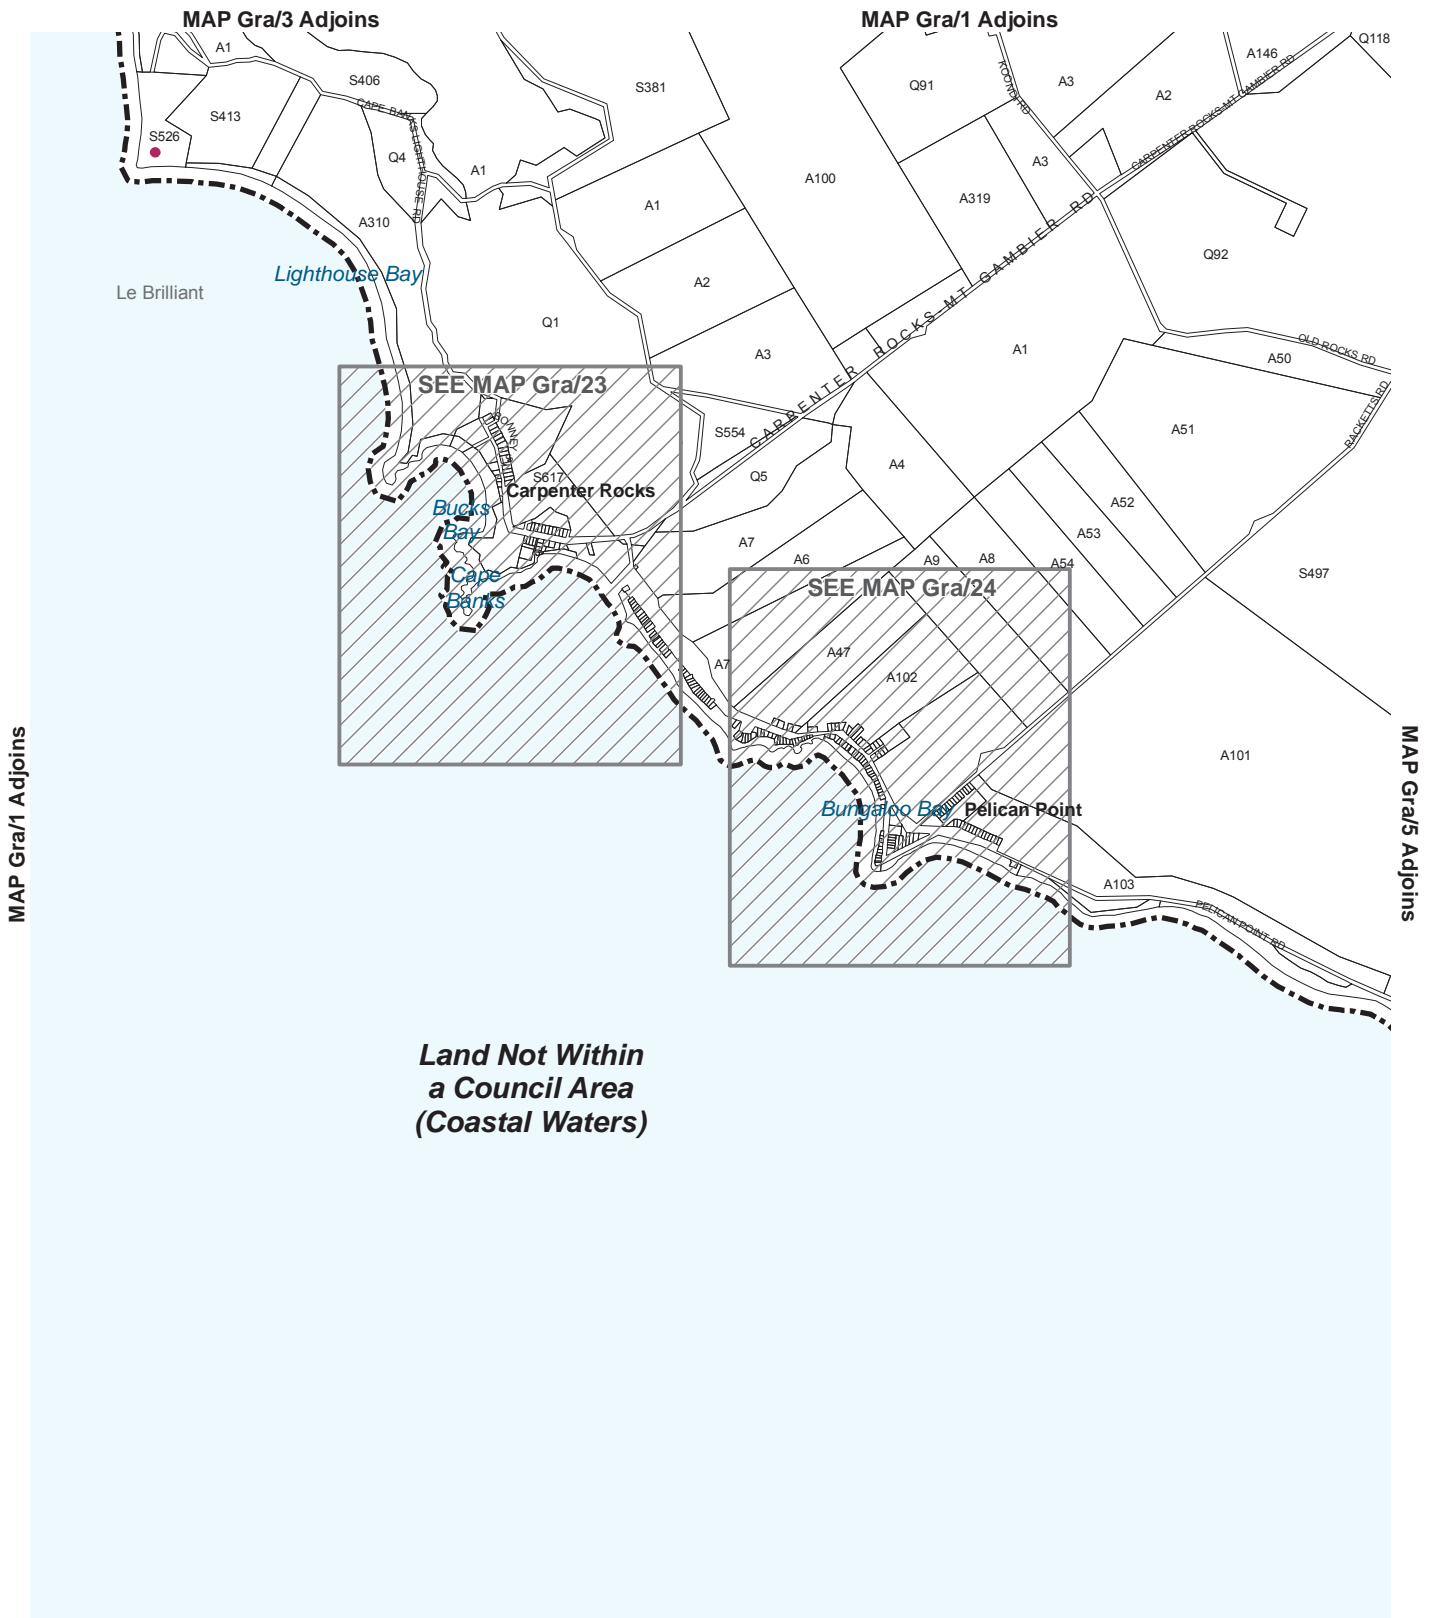 MAP Gra/3 Adjoins
MAP Gra/1 Adjoins
A1
S406
S381
Q91
KOONDI RD
A3
A2
A146
Q118
CARPENTER ROCKS-MT GAMBIER RD
S413
S526
CAPE BANKS LIGHTHOUSE RD
Q4
A1
A100
A3
A319
A1
A310
Q92
Lighthouse Bay
Le Brilliant
A2
Q1
A3
CARPENTER ROCKS-MT GAMBIER RD
A1
OLD ROCKS RD
A50
RACKETTS RD
SEE MAP Gra/23
S554
A51
A4
Q5
S617
Carpenter Rocks
Bucks
Bay
A52
A53
A7
A6
A9
A8
A54
S497
Cape
Banks
SEE MAP Gra/24
A47
A7
A102
A101
Bungaloo Bay
Pelican Point
A103
PELICAN POINT RD
MAP Gra/1 Adjoins
MAP Gra/5 Adjoins
Land Not Within
a Council Area
(Coastal Waters)